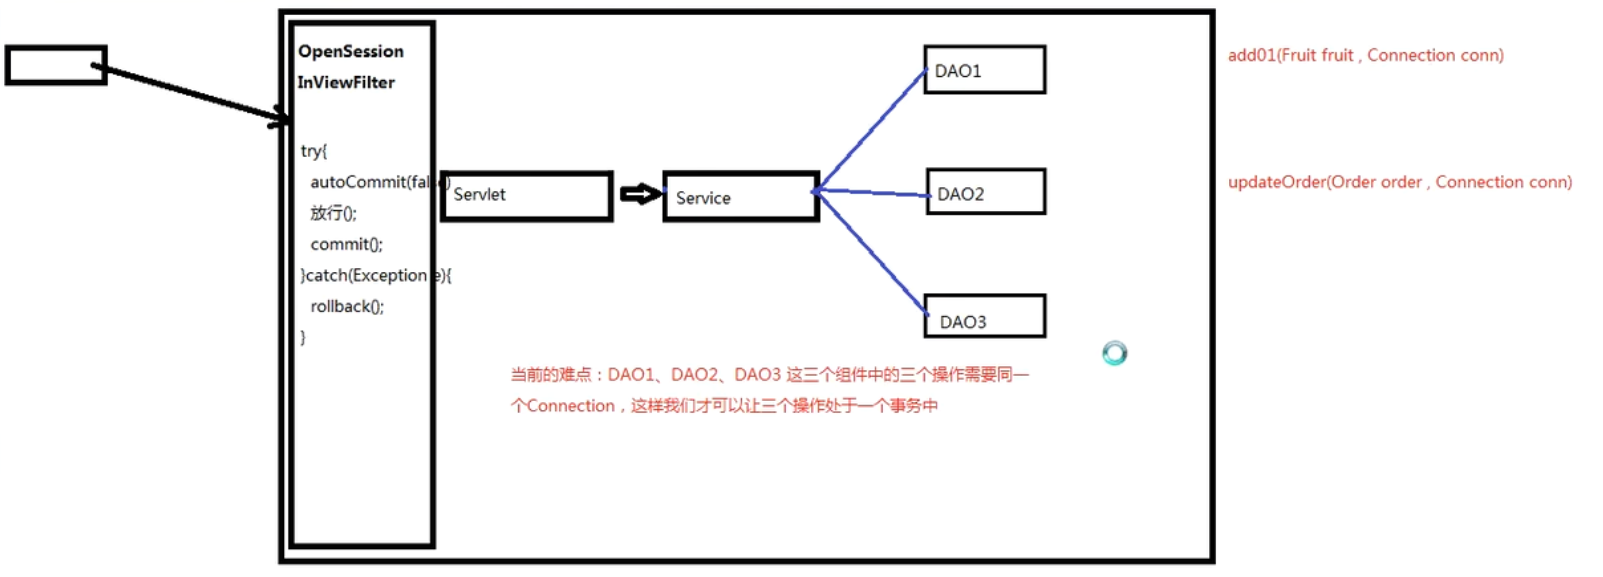 OpenSession
InViewFilter
try{
autoCommit(false)
放行();
commit();
}catch(Exception e){
rollback();
}
Servlet
Service
DAO1
DAO2
DAO3
add01(Fruit fruit , Connection conn)
updateOrder(Order order , Connection conn)
当前的难点：DAO1、DAO2、DAO3 这三个组件中的三个操作需要同一
个Connection，这样我们才可以让三个操作处于一个事务中